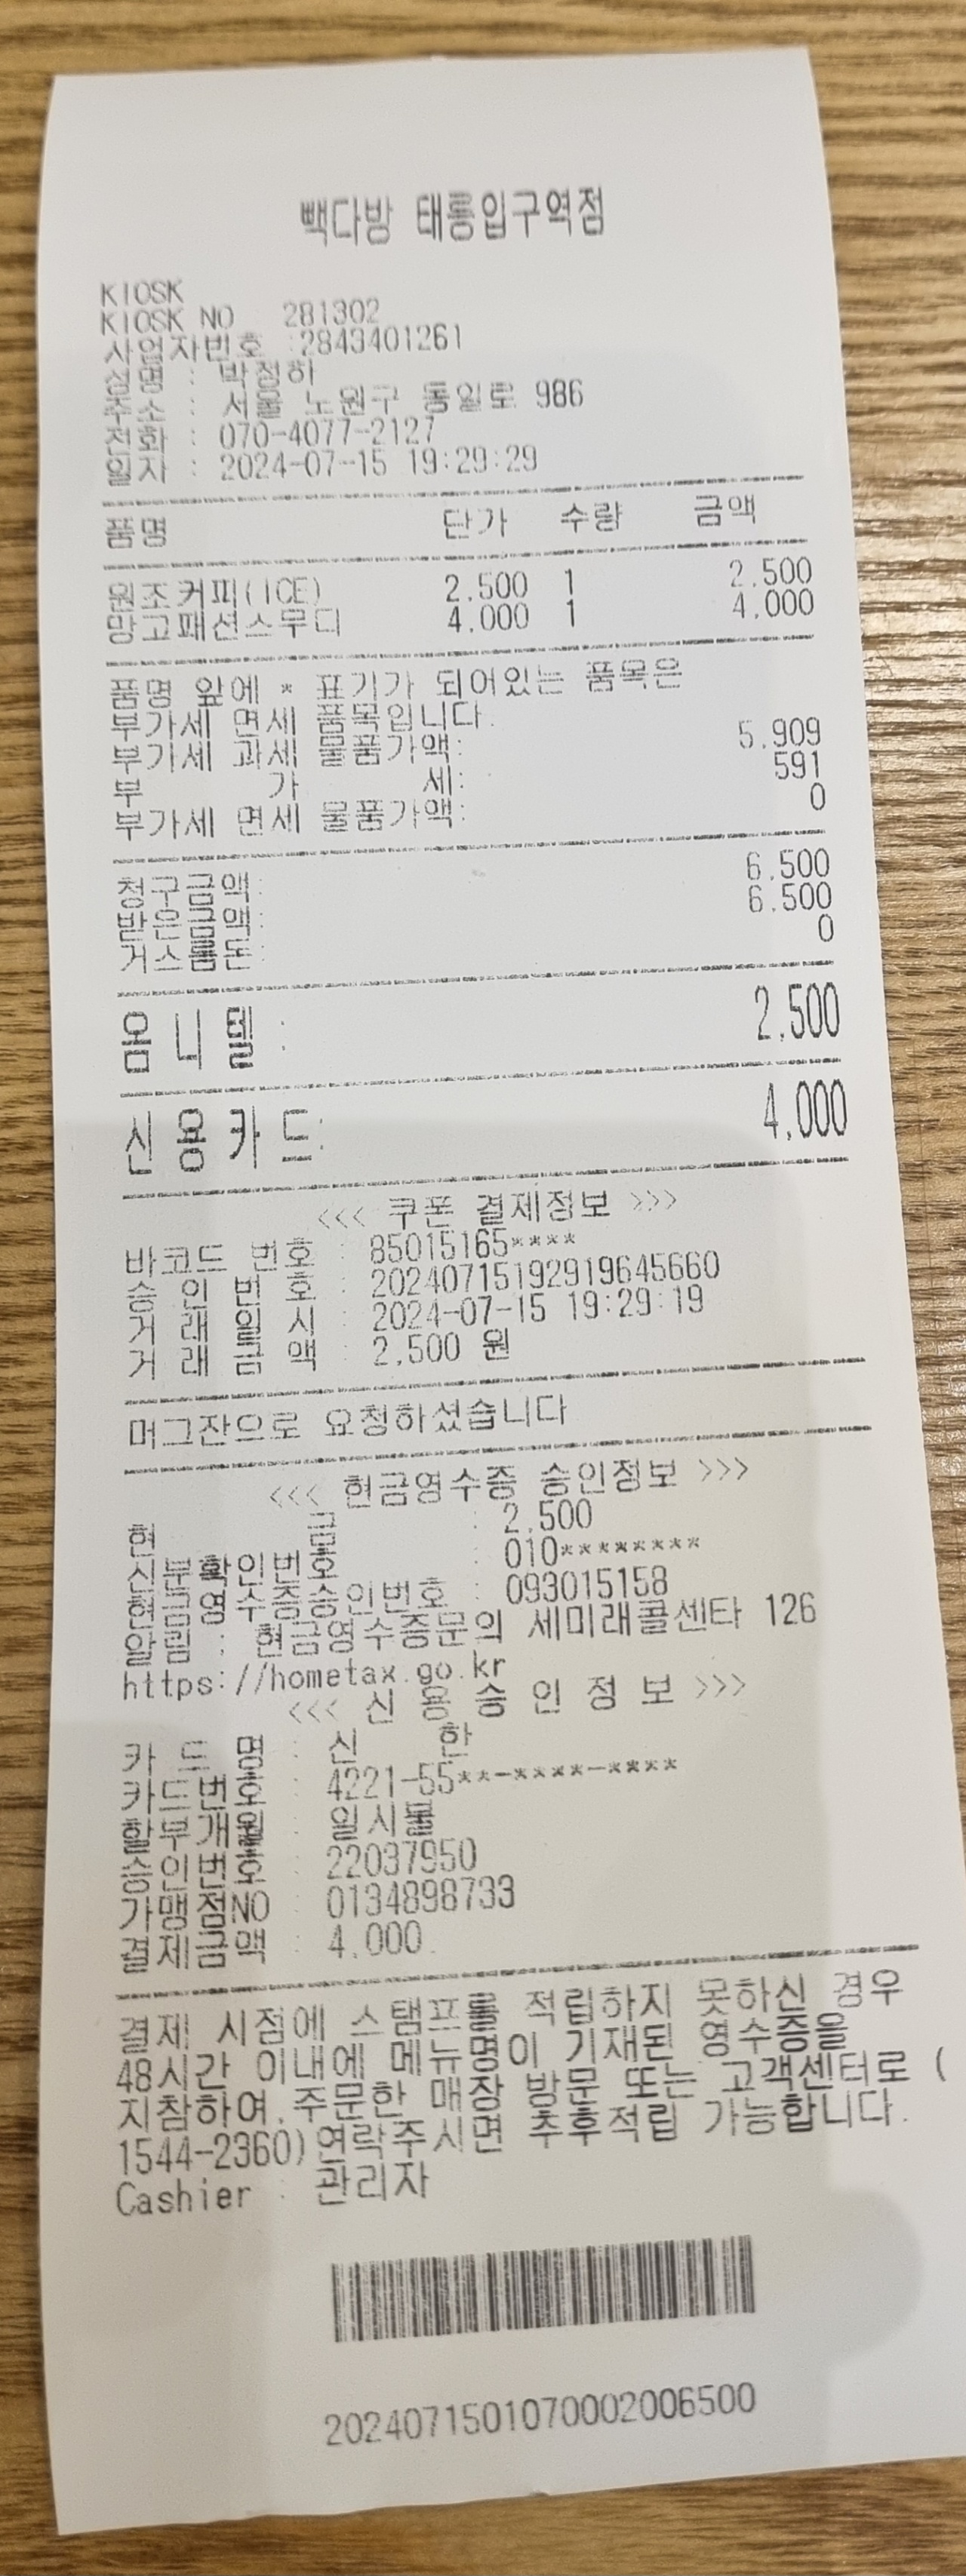 빽다방 태릉입구역점
KIOSK
KIOSK NO 281302
사업자번호 :2843401261
성명 : 박정하
주소 : 서울 노원구 동일로 986
전화 : 070-4077-2127
일자 : 2024-07-15 19:29:29
품명 단가 수량 금액
원조커피(ICE) 2,500 1 2,500
망고패션스무디 4,000 1 4,000
품명 앞에 * 표기가 되어있는 품목은
부가세 면세 품목입니다.
부가세 과세 물품가액: 5,909
부 가 세: 591
부가세 면세 물품가액: 0
청구금액: 6,500
받은금액: 6,500
거스름돈: 0
옴니텔: 2,500
신용카드: 4,000
<<< 쿠폰 결제정보 >>>
바코드 번호 : 85015165****
승 인 번 호 : 20240715192919645660
거 래 일 시 : 2024-07-15 19:29:19
거 래 금 액 : 2,500 원
머그잔으로 요청하셨습니다
<<< 현금영수증 승인정보 >>>
현 금 : 2,500
신분확인번호 : 010********
현금영수증승인번호 : 093015158
알림 : 현금영수증문의 세미래콜센타 126
https://hometax.go.kr
<<< 신 용 승 인 정 보 >>>
카 드 명 : 신 한
카드번호 : 4221-55**-****-****
할부개월 : 일시불
승인번호 : 22037950
가맹점NO : 0134898733
결제금액 : 4,000
결제 시점에 스탬프를 적립하지 못하신 경우
48시간 이내에 메뉴명이 기재된 영수증을
지참하여,주문한 매장 방문 또는 고객센터로 (
1544-2360)연락주시면 추후적립 가능합니다.
Cashier : 관리자
2024071501070002006500